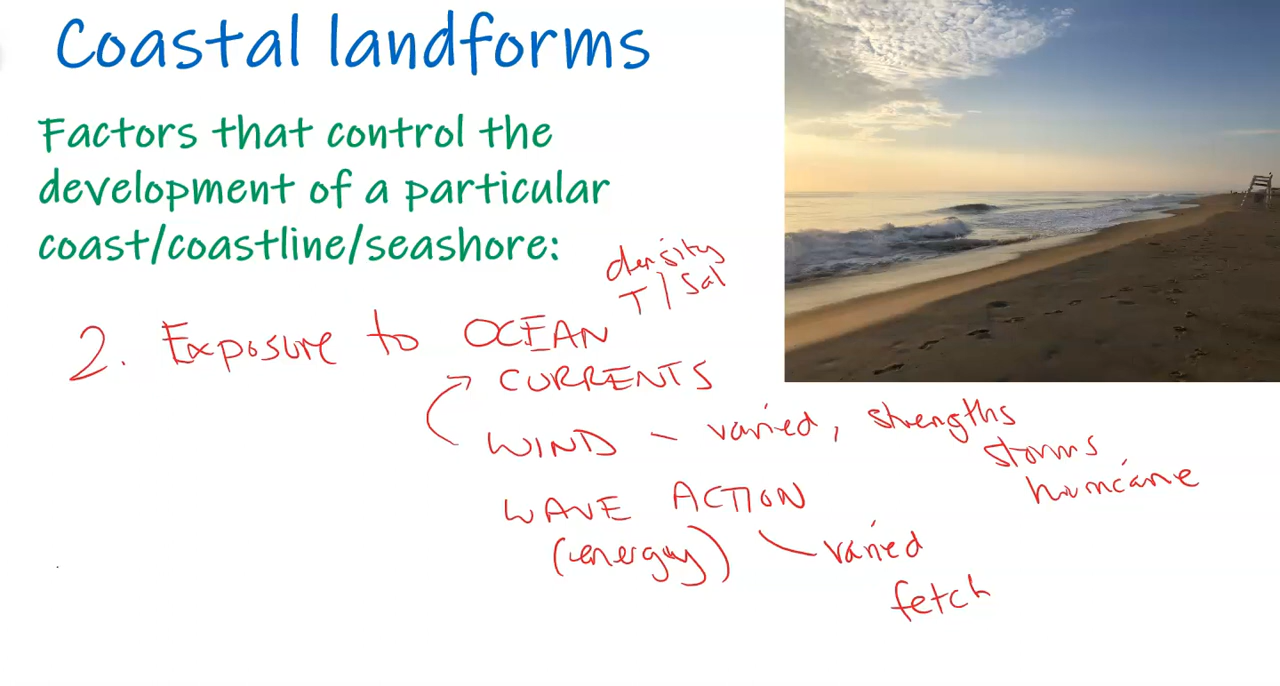 Coastal landforms
Factors that control the
development of a particular
coast/coastline/seashore:
density
T / Sal
2. Exposure to OCEAN
CURRENTS
WIND - varied, strengths
storms
hurricane
WAVE ACTION
(energy) - varied
fetch